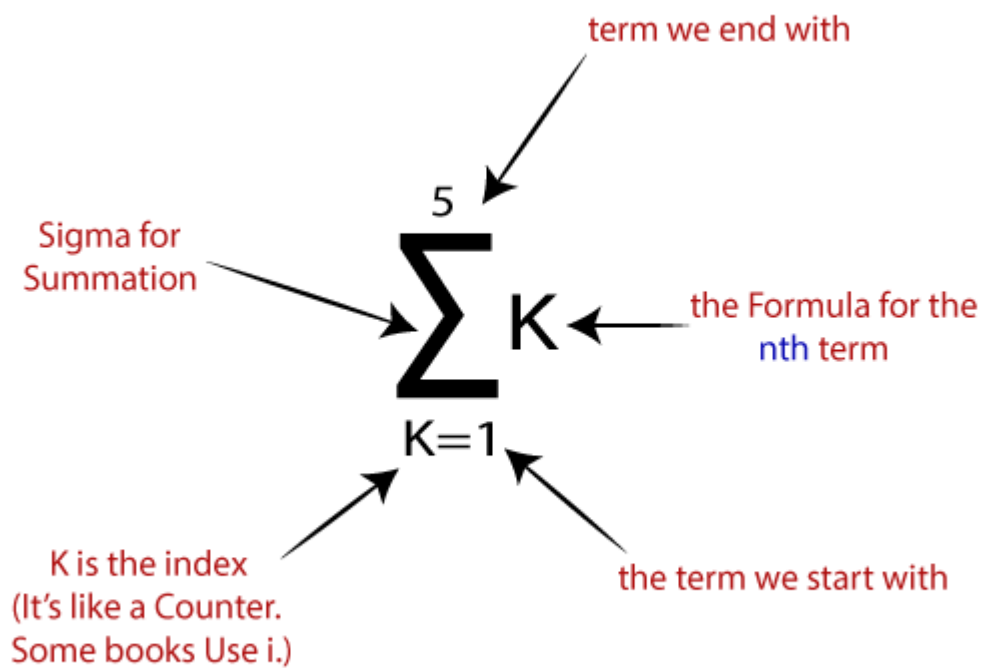 term we end with
5
Sigma for
Summation
∑ K
the Formula for the
nth term
K=1
K is the index
(It's like a Counter.
Some books Use i.)
the term we start with